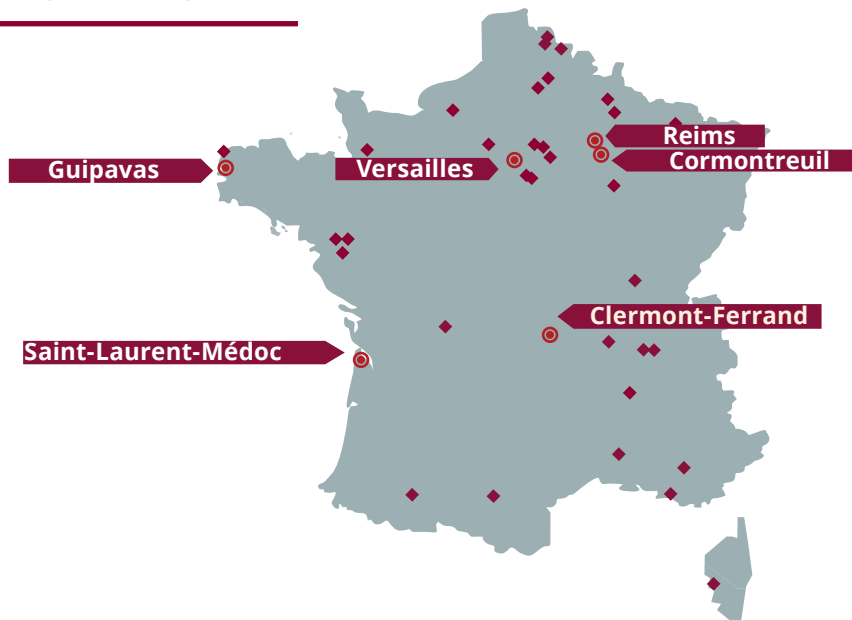 Reims
Cormontreuil
Guipavas
Versailles
Clermont-Ferrand
Saint-Laurent-Médoc